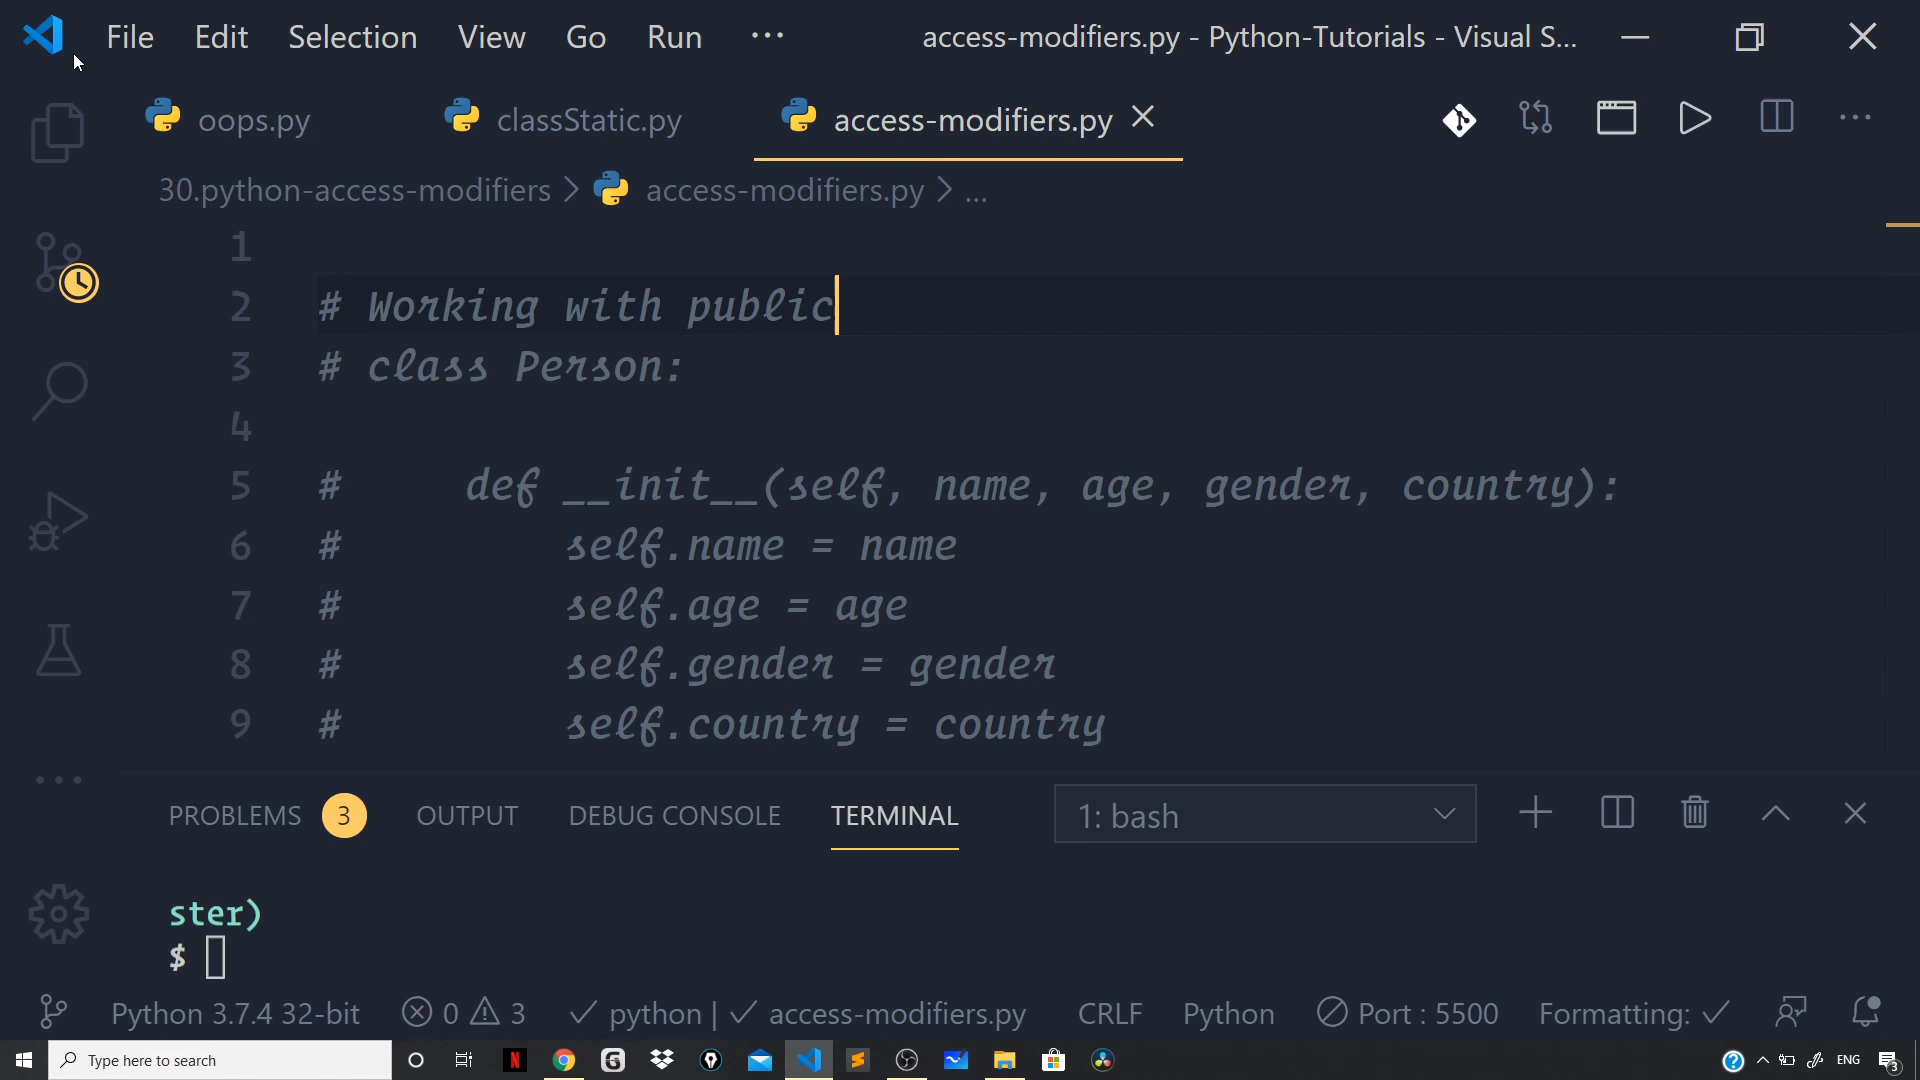 File Edit Selection View Go Run ··· access-modifiers.py - Python-Tutorials - Visual S...
oops.py classStatic.py access-modifiers.py
30.python-access-modifiers > access-modifiers.py > ...
1
2 # Working with public
3 # class Person:
4
5 #     def __init__(self, name, age, gender, country):
6 #         self.name = name
7 #         self.age = age
8 #         self.gender = gender
9 #         self.country = country
PROBLEMS 3 OUTPUT DEBUG CONSOLE TERMINAL 1: bash
ster)
$
Python 3.7.4 32-bit 0 3 python | access-modifiers.py CRLF Python Port : 5500 Formatting:
Type here to search ENG 3